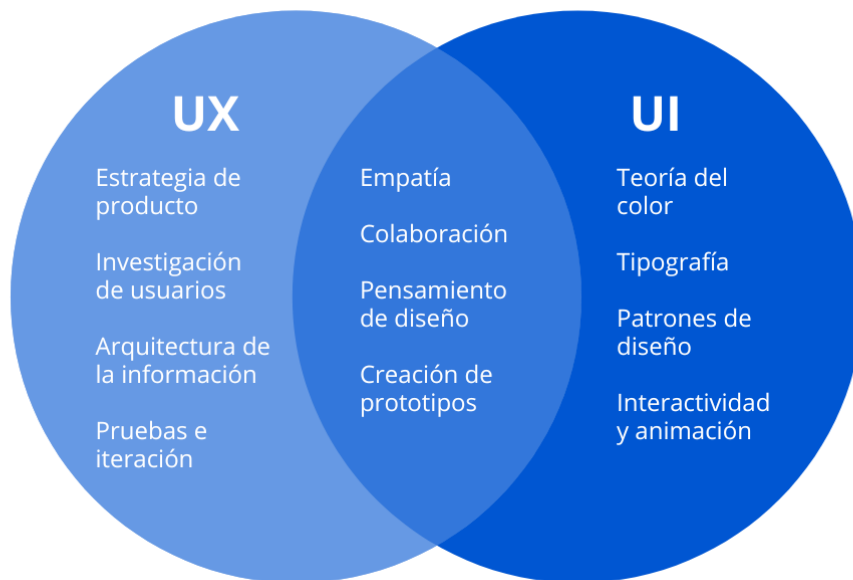 UX
Estrategia de
producto
Investigación
de usuarios
Arquitectura de
la información
Pruebas e
iteración
Empatía
Colaboración
Pensamiento
de diseño
Creación de
prototipos
UI
Teoría del
color
Tipografía
Patrones de
diseño
Interactividad
y animación